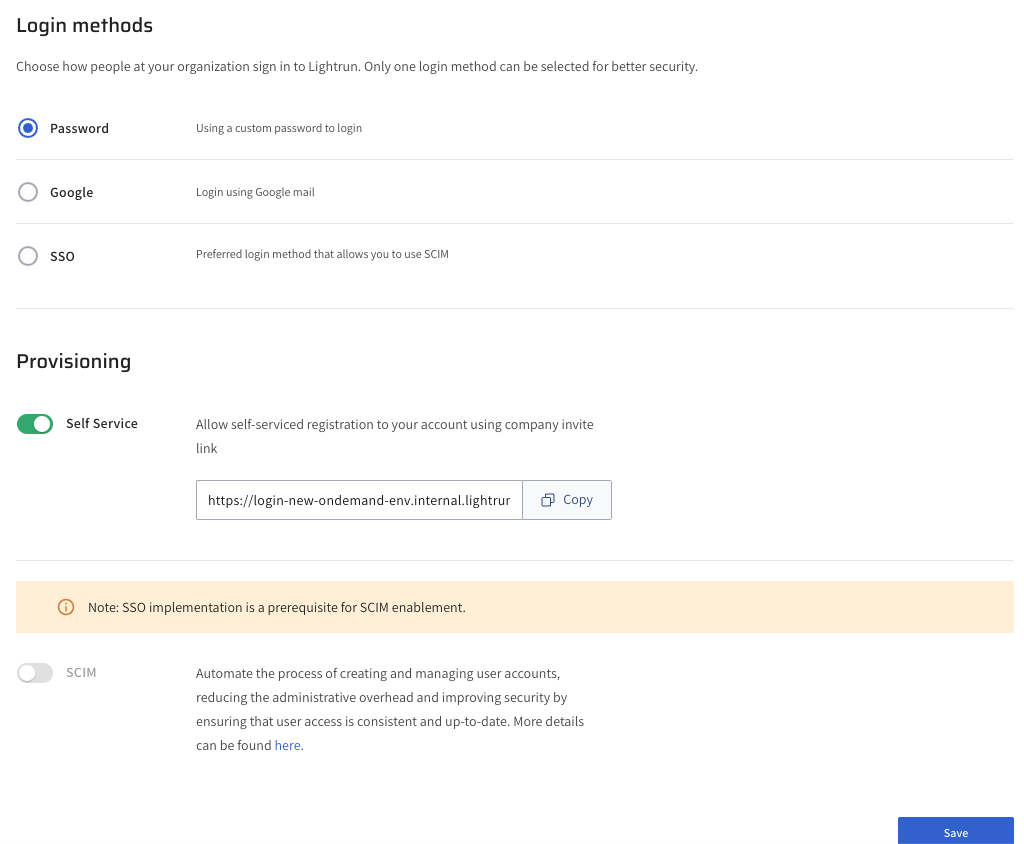 Login methods
Choose how people at your organization sign in to Lightrun. Only one login method can be selected for better security.
Password
Using a custom password to login
Google
Login using Google mail
SSO
Preferred login method that allows you to use SCIM
Provisioning
Self Service
Allow self-serviced registration to your account using company invite
link
https://login-new-ondemand-env.internal.lightrur
Copy
Note: SSO implementation is a prerequisite for SCIM enablement.
SCIM
Automate the process of creating and managing user accounts,
reducing the administrative overhead and improving security by
ensuring that user access is consistent and up-to-date. More details
can be found here.
Save